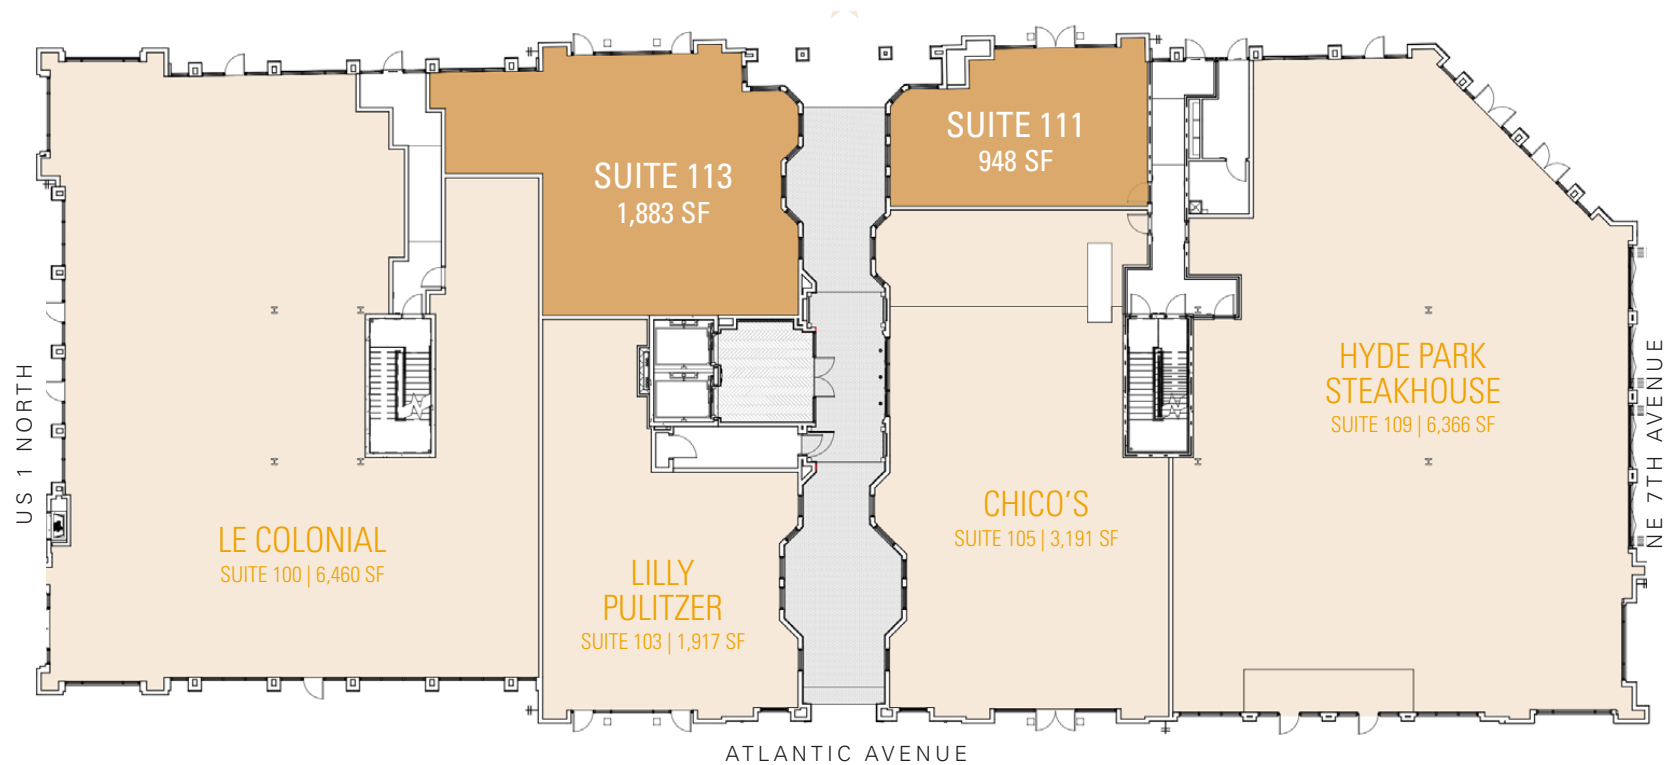 SUITE 111
948 SF
SUITE 113
1,883 SF
HYDE PARK
STEAKHOUSE
SUITE 109 | 6,366 SF
US 1 NORTH
NE 7TH AVENUE
CHICO'S
SUITE 105 | 3,191 SF
LE COLONIAL
SUITE 100 | 6,460 SF
LILLY
PULITZER
SUITE 103 | 1,917 SF
ATLANTIC AVENUE